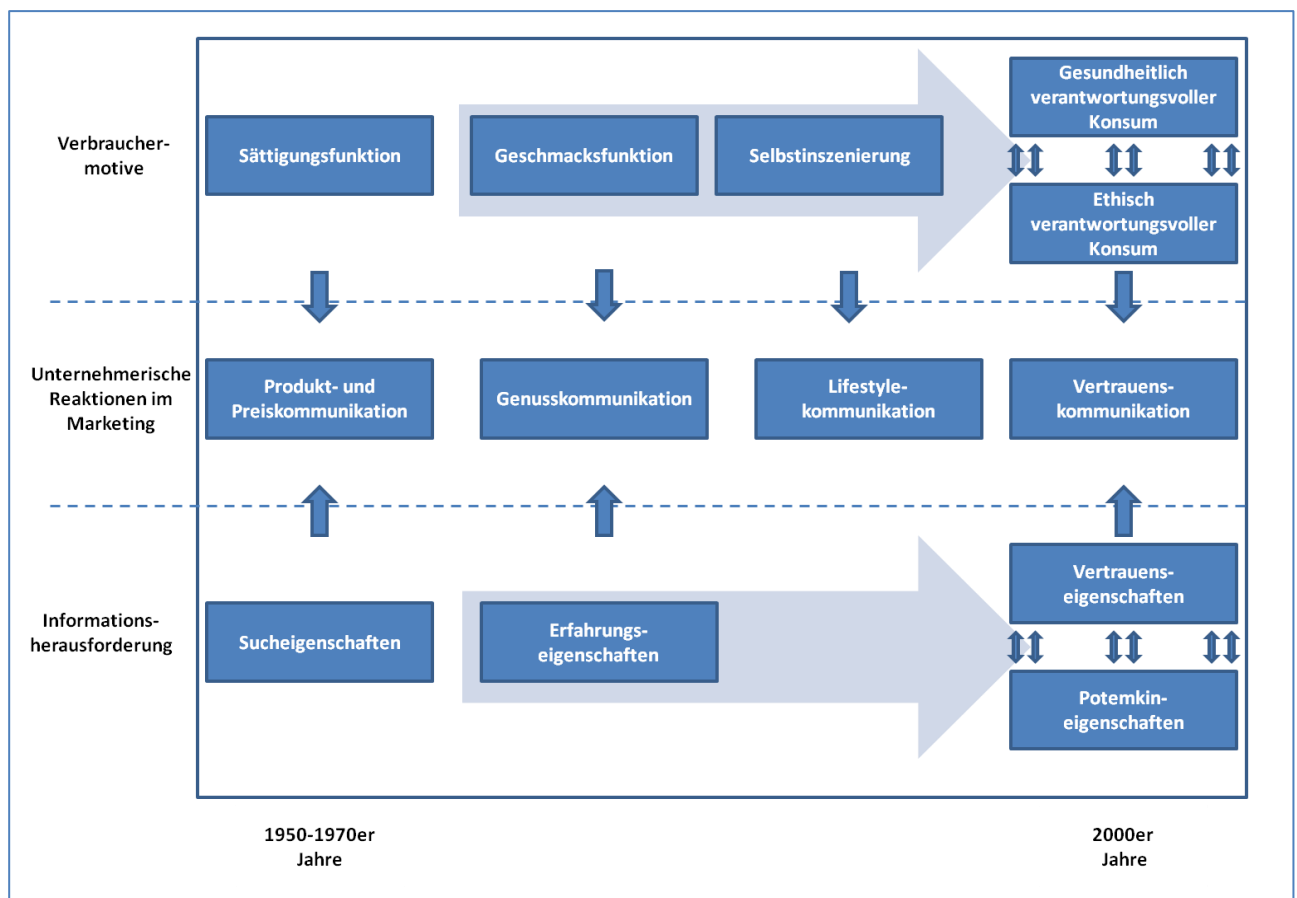 Verbraucher-
motive
Sättigungsfunktion
Geschmacksfunktion
Selbstinszenierung
Gesundheitlich
verantwortungsvoller
Konsum
Ethisch
verantwortungsvoller
Konsum
Unternehmerische
Reaktionen im
Marketing
Produkt- und
Preiskommunikation
Genusskommunikation
Lifestyle-
kommunikation
Vertrauens-
kommunikation
Informations-
herausforderung
Sucheigenschaften
Erfahrungs-
eigenschaften
Vertrauens-
eigenschaften
Potemkin-
eigenschaften
1950-1970er
Jahre
2000er
Jahre